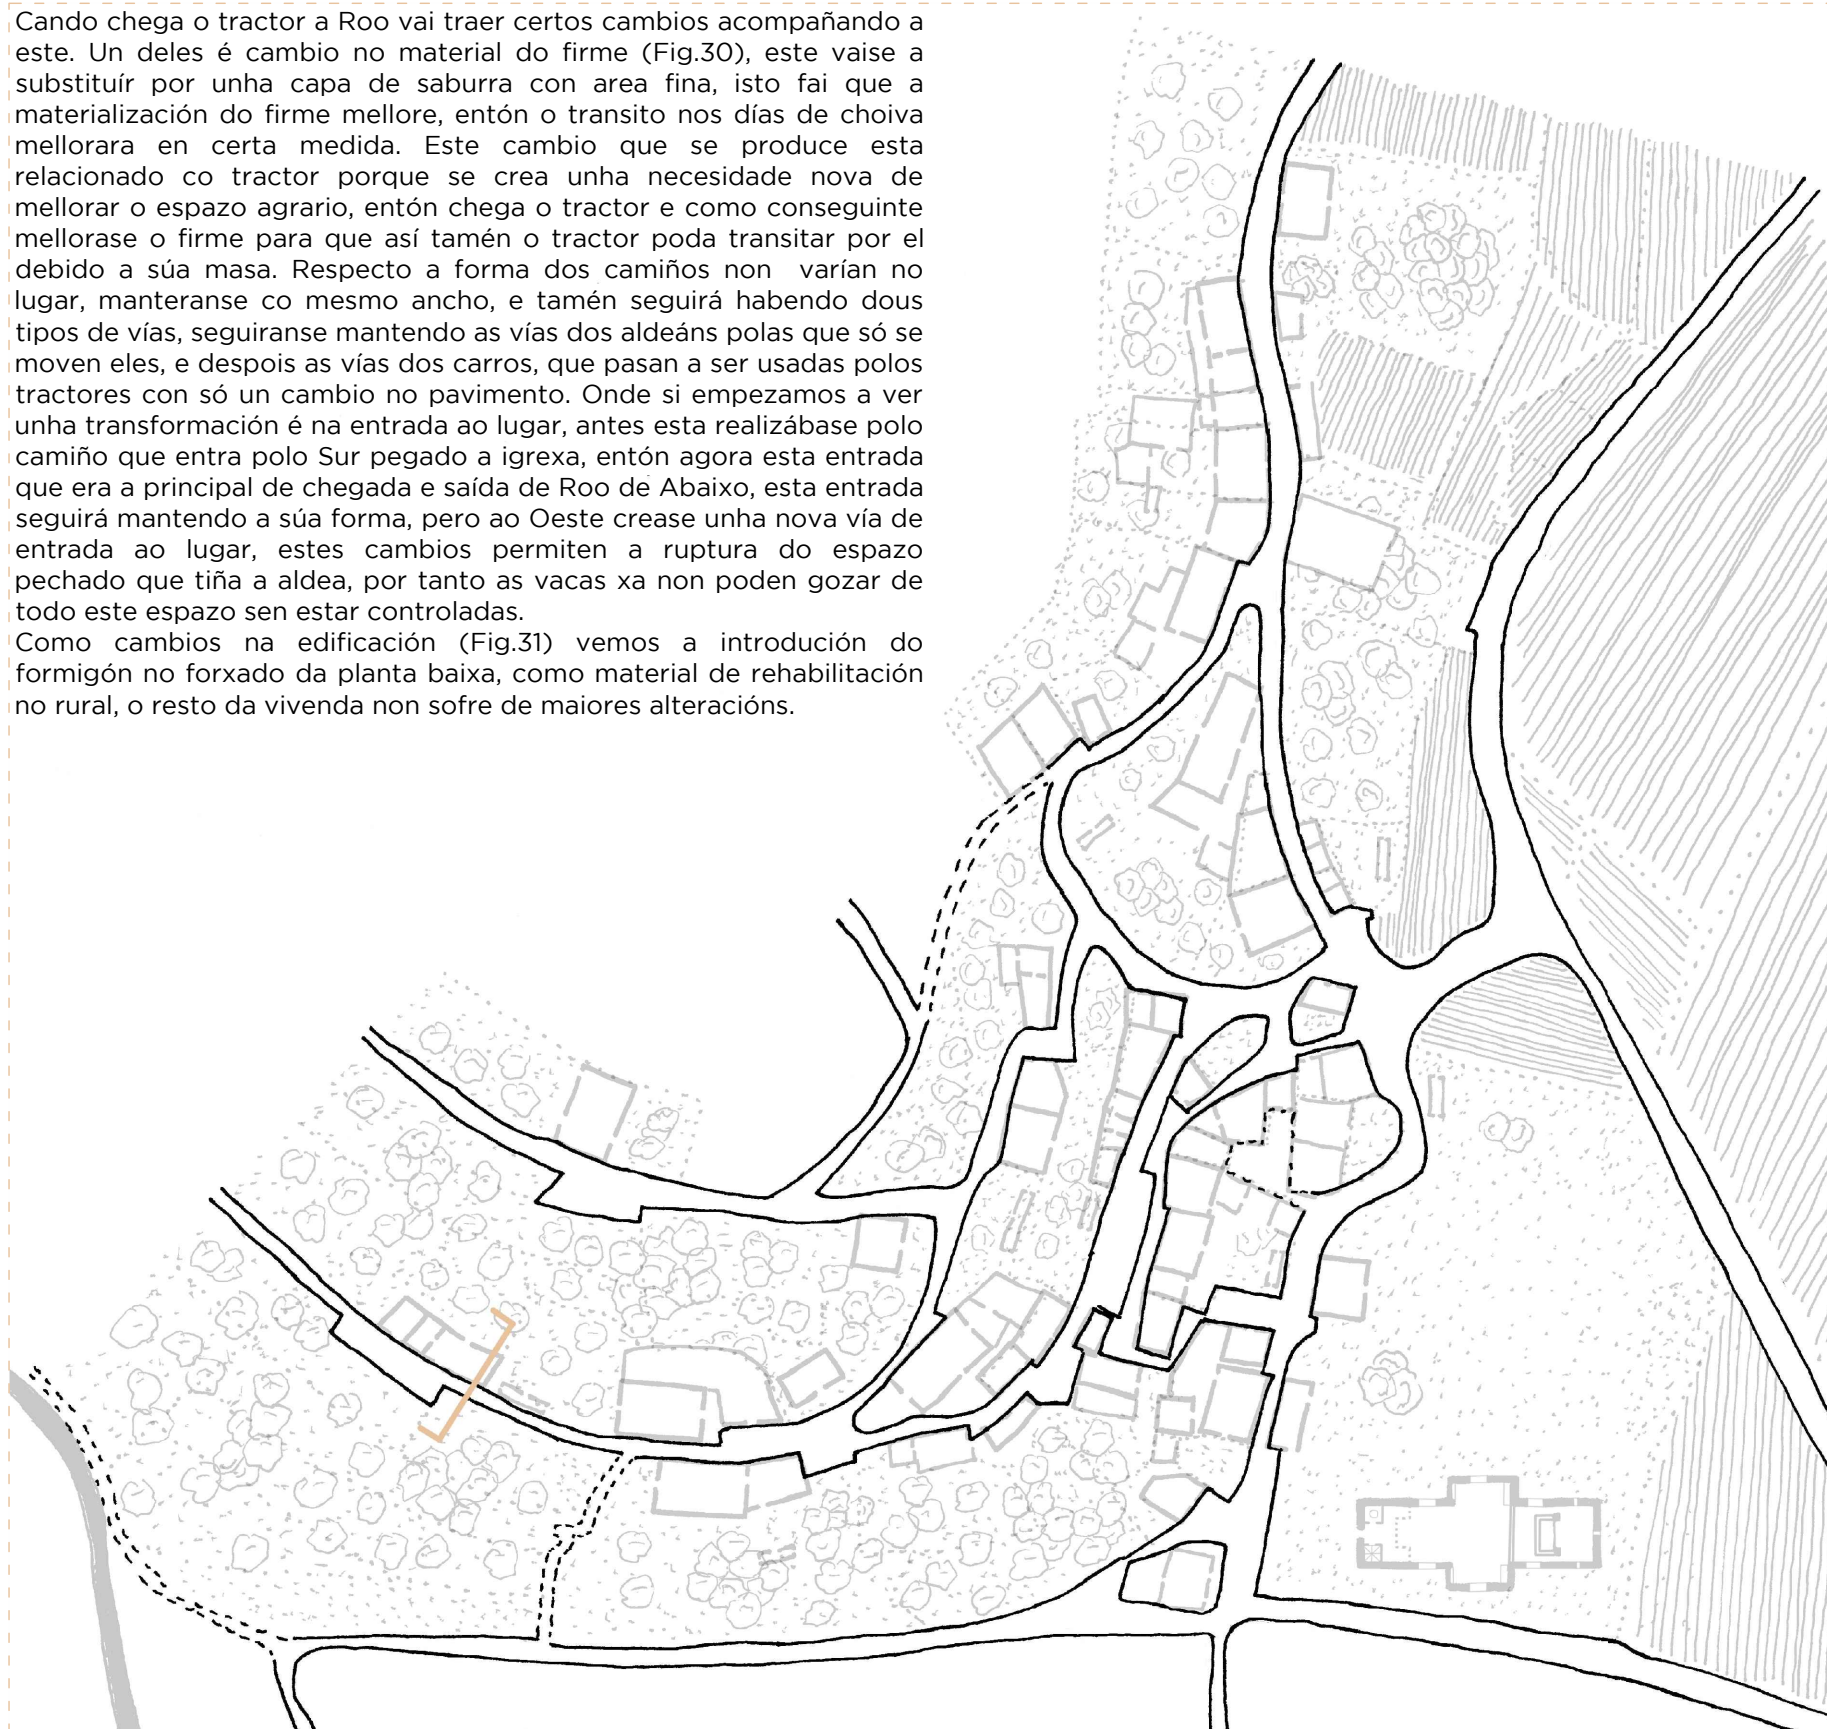 Cando chega o tractor a Roo vai traer certos cambios acompañando a
este. Un deles é cambio no material do firme (Fig.30), este vaise a
substituír por unha capa de saburra con area fina, isto fai que a
materialización do firme mellore, entón o transito nos días de choiva
mellorara en certa medida. Este cambio que se produce esta
relacionado co tractor porque se crea unha necesidade nova de
mellorar o espazo agrario, entón chega o tractor e como conseguinte
mellorase o firme para que así tamén o tractor poda transitar por el
debido a súa masa. Respecto a forma dos camiños non varían no
lugar, manteranse co mesmo ancho, e tamén seguirá habendo dous
tipos de vías, seguiranse mantendo as vías dos aldeáns polas que só se
moven eles, e despois as vías dos carros, que pasan a ser usadas polos
tractores con só un cambio no pavimento. Onde si empezamos a ver
unha transformación é na entrada ao lugar, antes esta realizábase polo
camiño que entra polo Sur pegado a igrexa, entón agora esta entrada
que era a principal de chegada e saída de Roo de Abaixo, esta entrada
seguirá mantendo a súa forma, pero ao Oeste crease unha nova vía de
entrada ao lugar, estes cambios permiten a ruptura do espazo
pechado que tiña a aldea, por tanto as vacas xa non poden gozar de
todo este espazo sen estar controladas.
Como cambios na edificación (Fig.31) vemos a introdución do
formigón no forxado da planta baixa, como material de rehabilitación
no rural, o resto da vivenda non sofre de maiores alteracións.